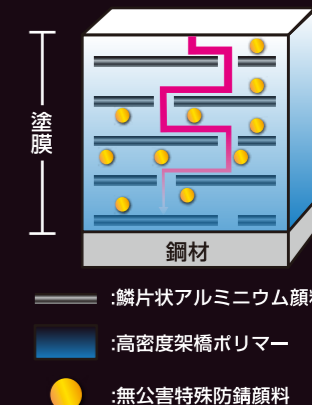 塗膜
鋼材
:鱗片状アルミニウム顔料
:高密度架橋ポリマー
:無公害特殊防錆顔料